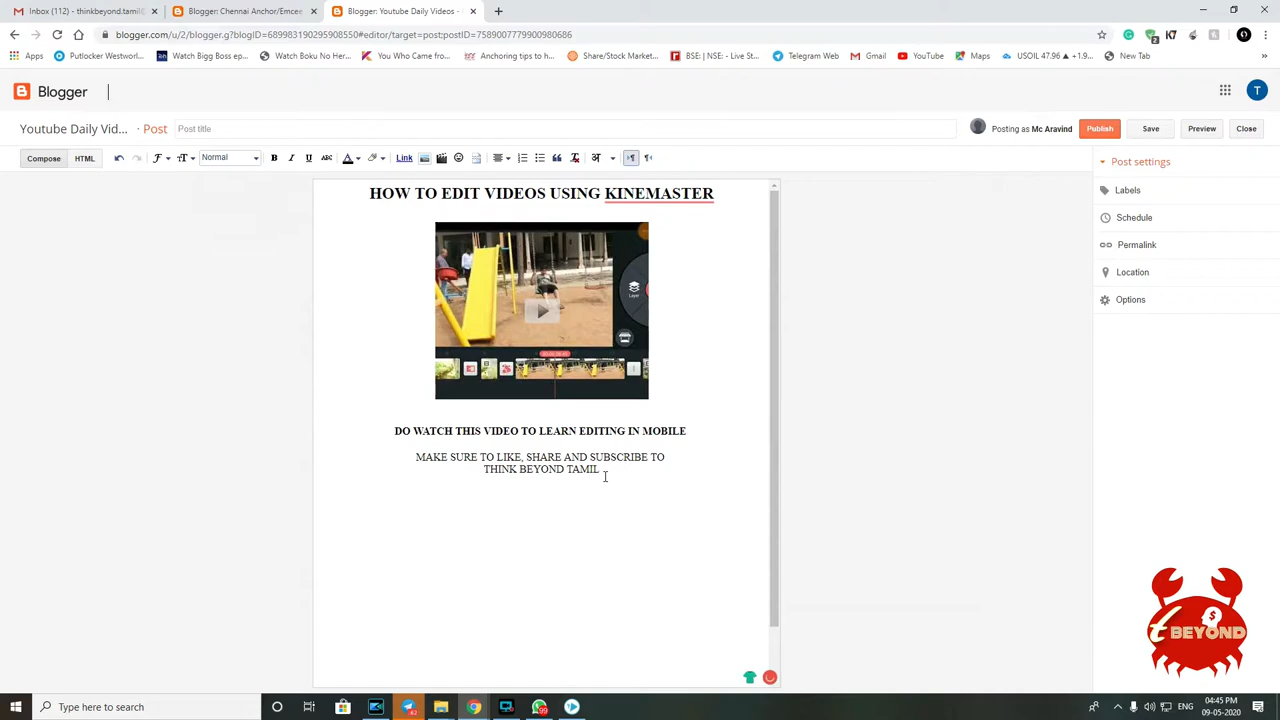 Inbox (112) - thinkbeyond.tamil@
Blogger: Chennai Anchor/Emcee
Blogger: Youtube Daily Videos -
blogger.com/u/2/blogger.g?blogID=689983190295908550#editor/target=post;postID=7589007779900980686
Apps
Putlocker Westworl...
Watch Bigg Boss ep...
Watch Boku No Her...
You Who Came fro...
Anchoring tips to h...
Share/Stock Market...
BSE: | NSE: - Live St...
Telegram Web
Gmail
YouTube
Maps
USOIL 47.96 ▲ +1.9...
New Tab
Blogger
T
Youtube Daily Vid... · Post
Post title
Posting as Mc Aravind
Publish
Save
Preview
Close
Compose
HTML
Normal
B I U ABC
A
Link
अ
Post settings
Labels
Schedule
Permalink
Location
Options
HOW TO EDIT VIDEOS USING KINEMASTER
Layer
DO WATCH THIS VIDEO TO LEARN EDITING IN MOBILE
MAKE SURE TO LIKE, SHARE AND SUBSCRIBE TO
THINK BEYOND TAMIL
t BEYOND
Type here to search
62
99
ENG
04:45 PM
09-05-2020